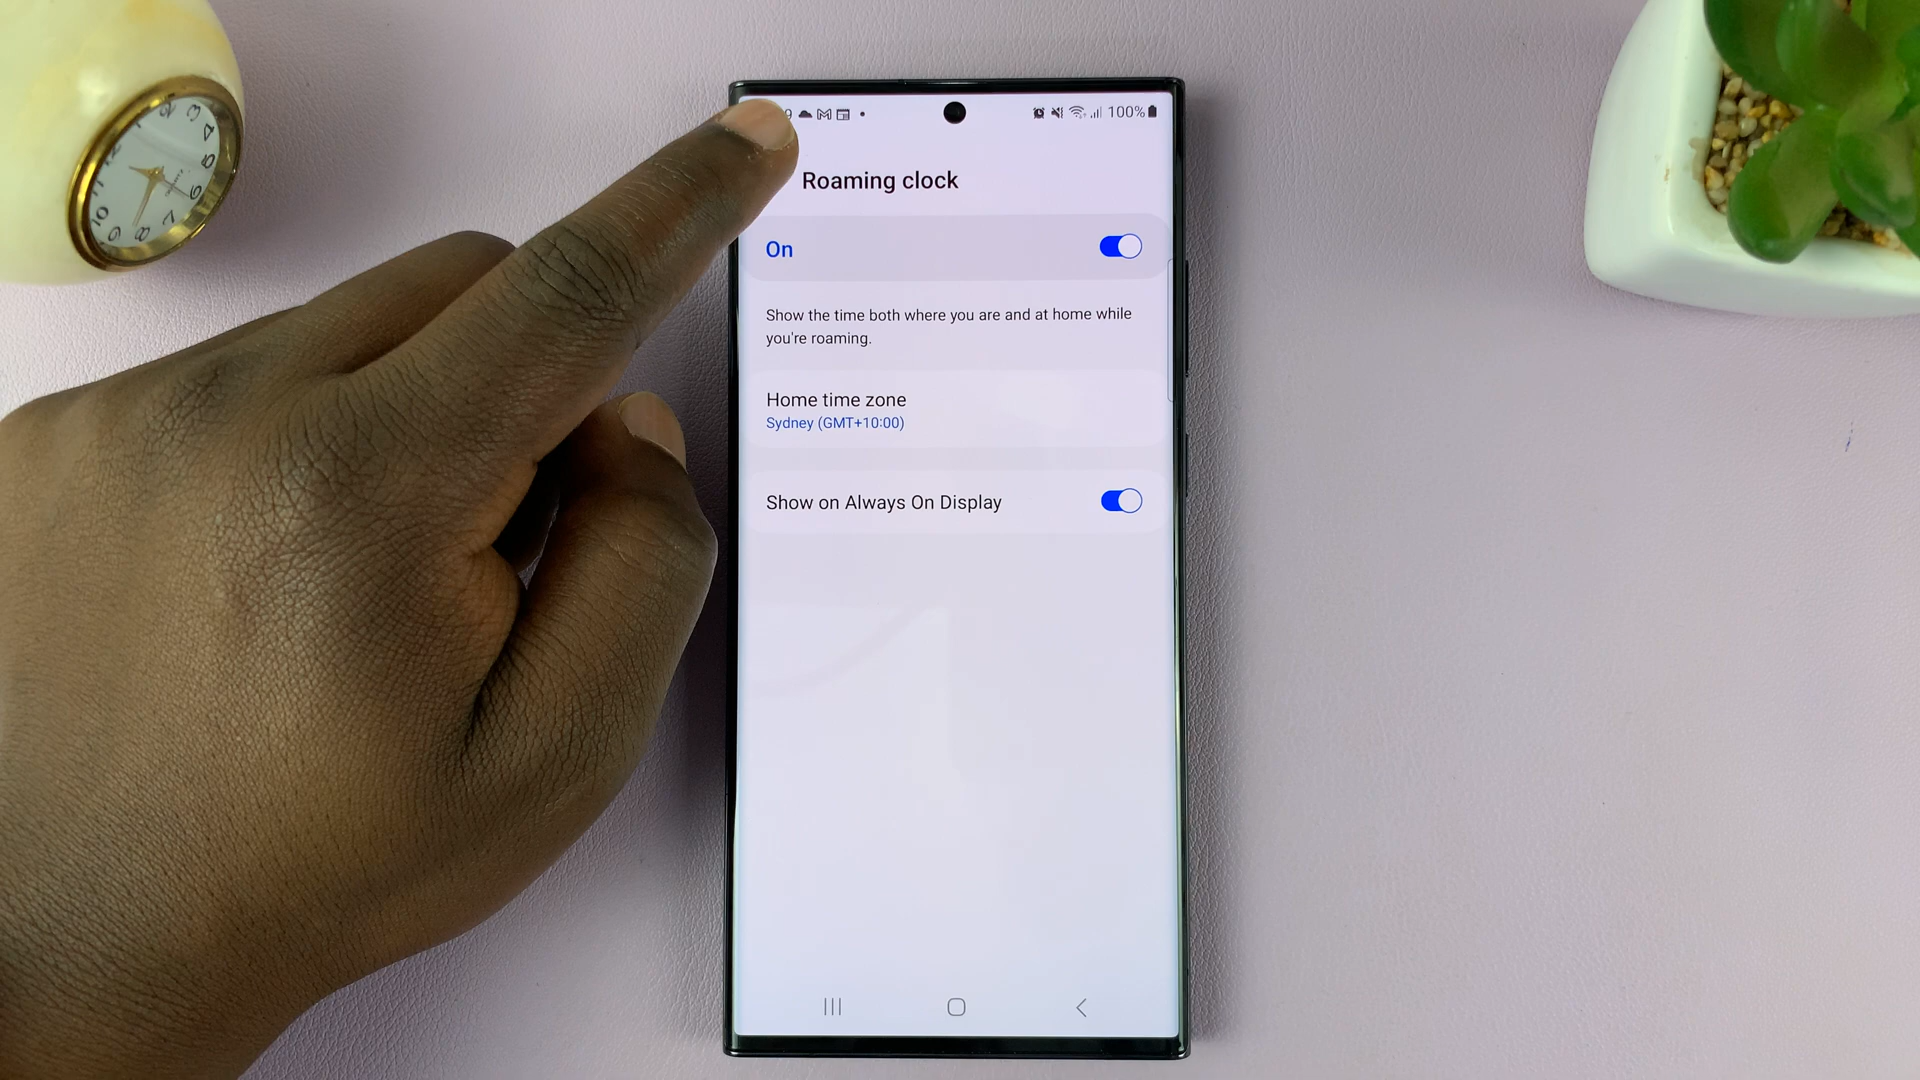 100%
Roaming clock
On
Show the time both where you are and at home while
you're roaming.
Home time zone
Sydney (GMT+10:00)
Show on Always On Display